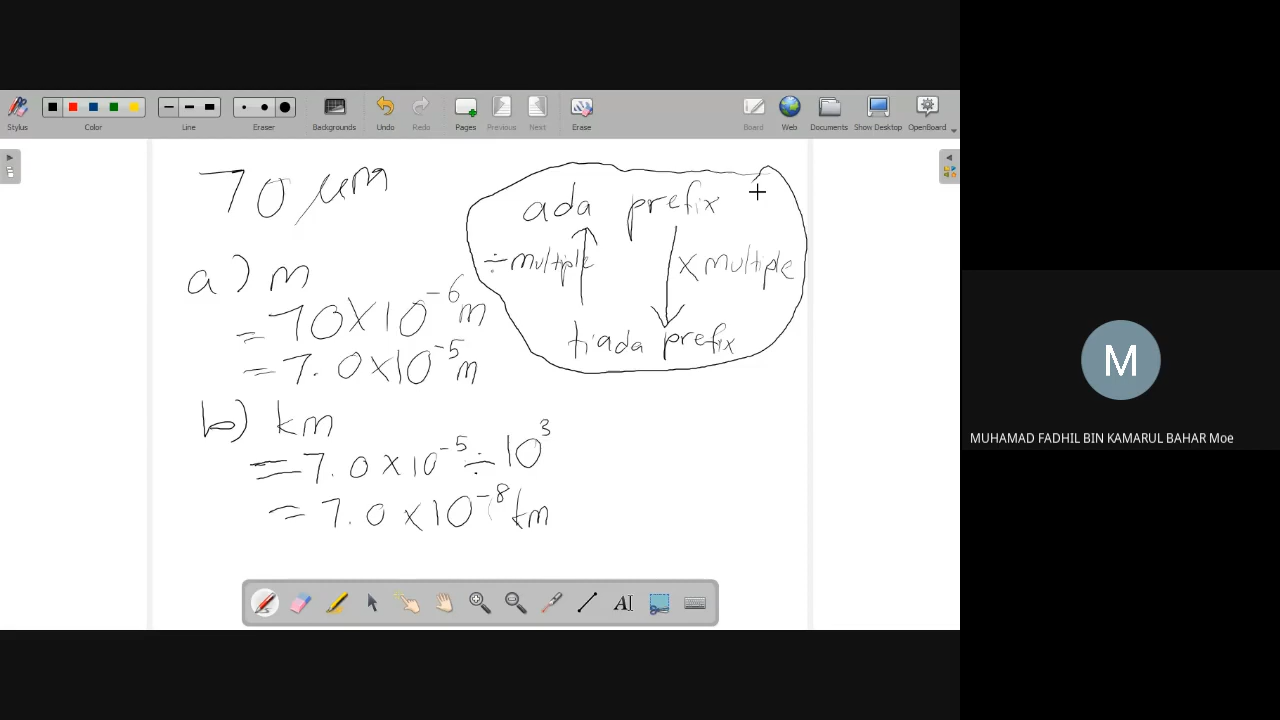 Stylus Color Line Eraser Backgrounds Undo Redo Pages Previous Next Erase Board Web Documents Show Desktop OpenBoard
70 μm
a) m
= 70 × 10⁻⁶ m
= 7.0 × 10⁻⁵ m
b) km
= 7.0 × 10⁻⁵ ÷ 10³
= 7.0 × 10⁻⁸ km
ada prefix
÷ multiple × multiple
tiada prefix
AI
M
MUHAMAD FADHIL BIN KAMARUL BAHAR Moe